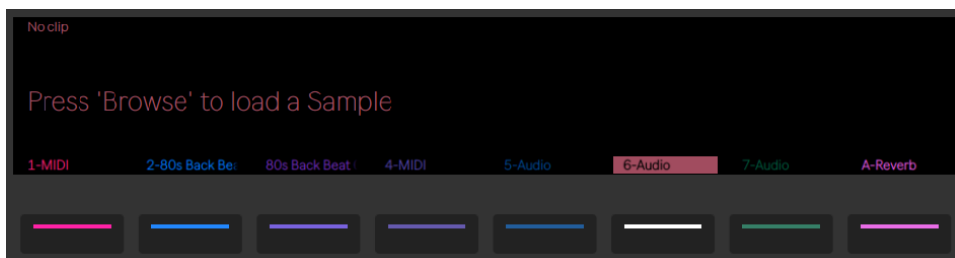 No clip
Press 'Browse' to load a Sample
1-MIDI 2-80s Back Be 80s Back Beat 4-MIDI 5-Audio 6-Audio 7-Audio A-Reverb